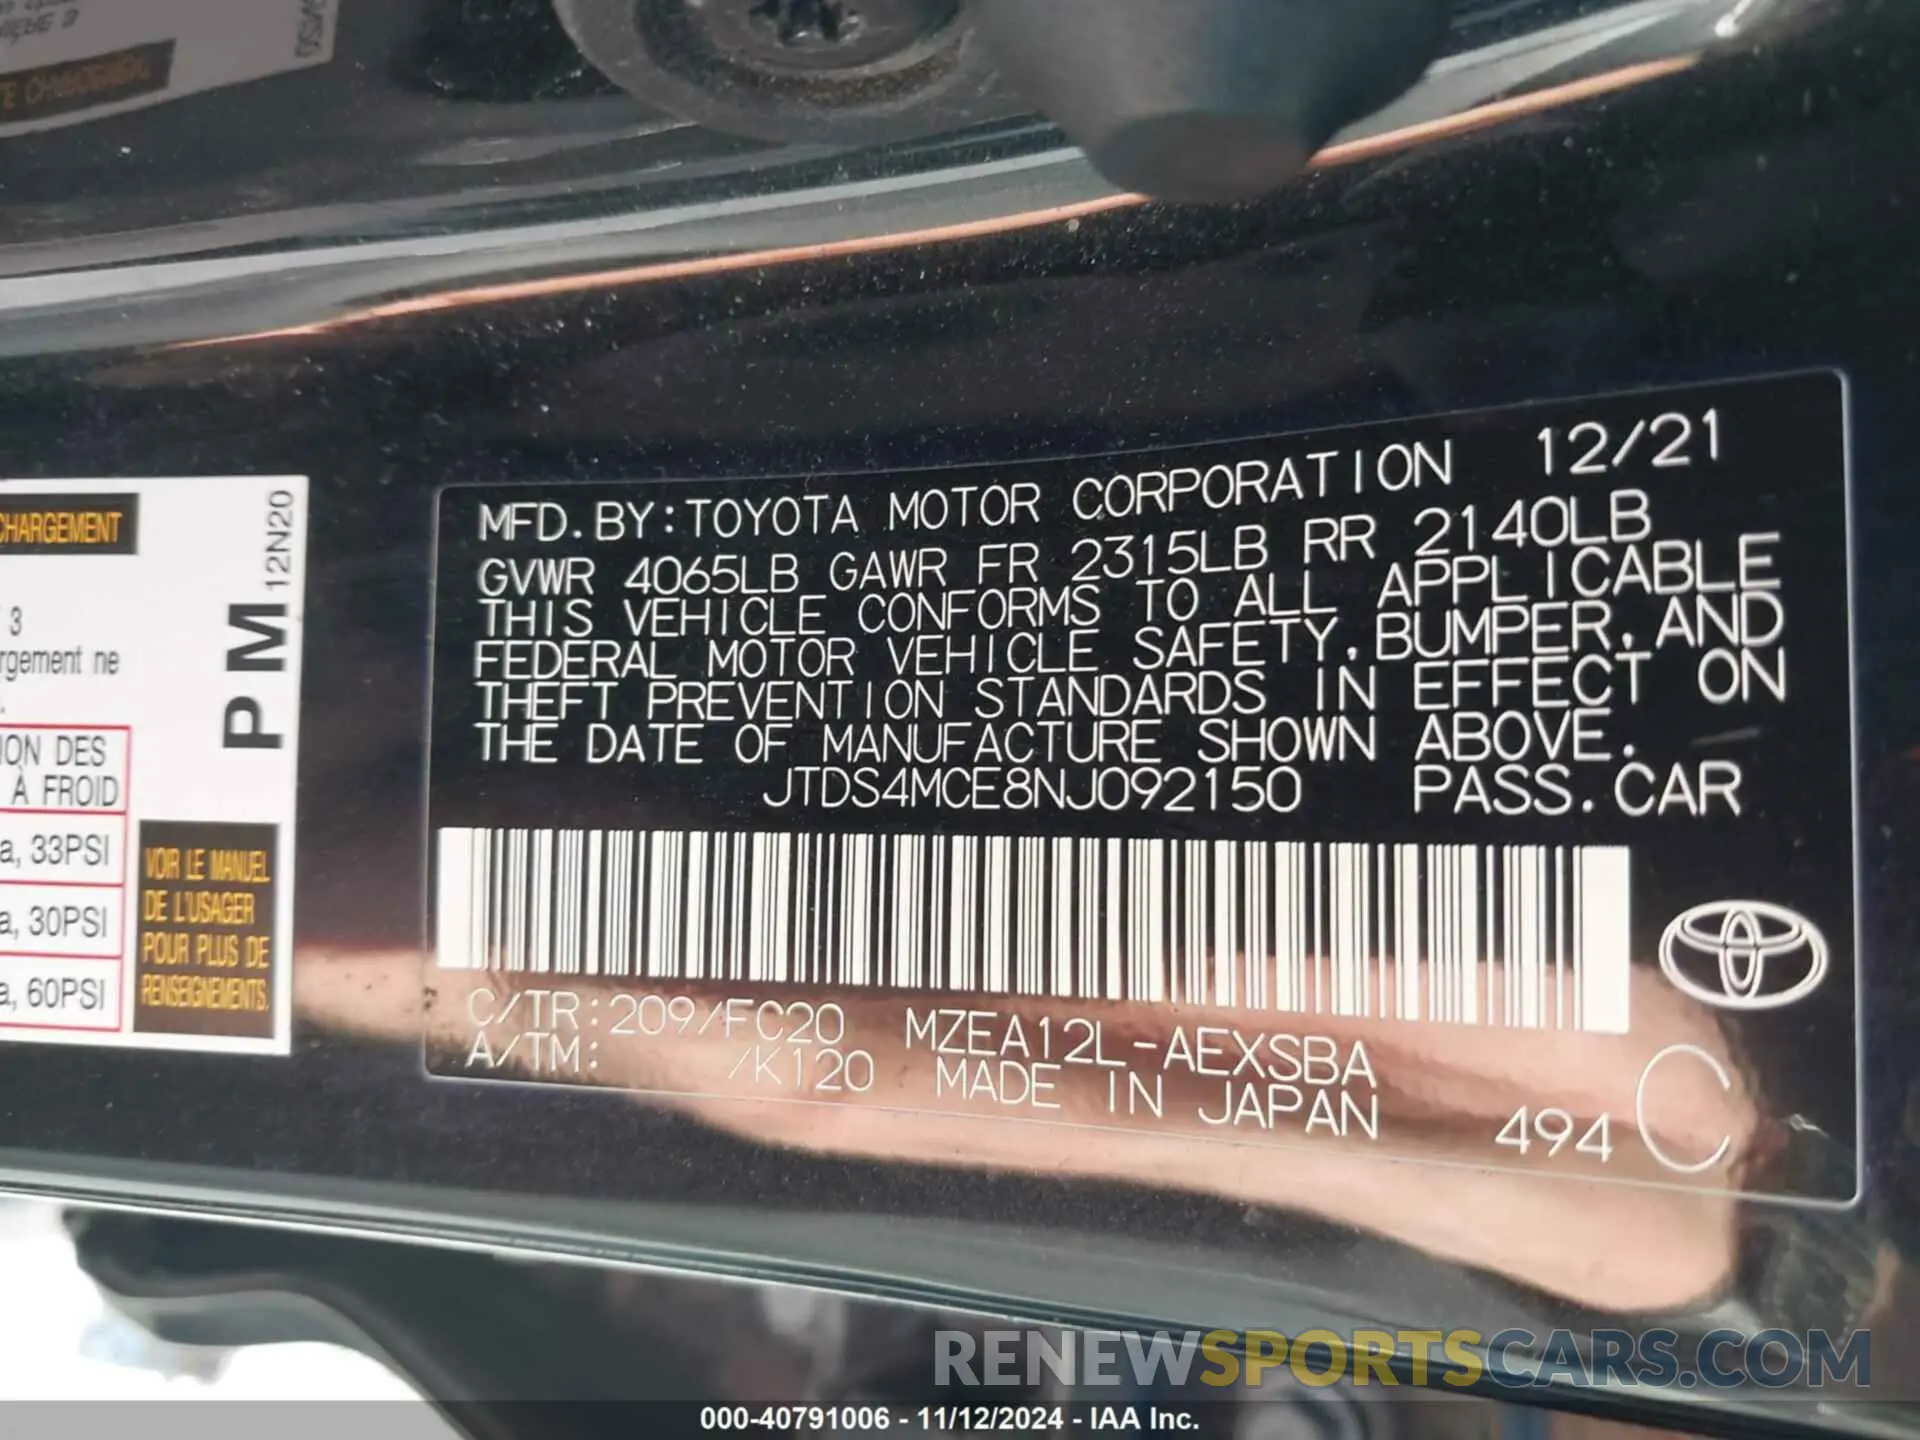 CHARGEMENT
3
rgement ne
ION DES
À FROID
a, 33PSI
a, 30PSI
a, 60PSI
PM
12N20
VOIR LE MANUEL
DE L'USAGER
POUR PLUS DE
RENSEIGNEMENTS.
MFD. BY: TOYOTA MOTOR CORPORATION 12/21
GVWR 4065LB GAWR FR 2315LB RR 2140LB
THIS VEHICLE CONFORMS TO ALL APPLICABLE
FEDERAL MOTOR VEHICLE SAFETY, BUMPER, AND
THEFT PREVENTION STANDARDS IN EFFECT ON
THE DATE OF MANUFACTURE SHOWN ABOVE.
JTDS4MCE8NJ092150 PASS. CAR
C/TR: 209/FC20 MZEA12L-AEXSBA
A/TM: /K120 MADE IN JAPAN 494 C
RENEWSPORTSCARS.COM
000-40791006 - 11/12/2024 - IAA Inc.